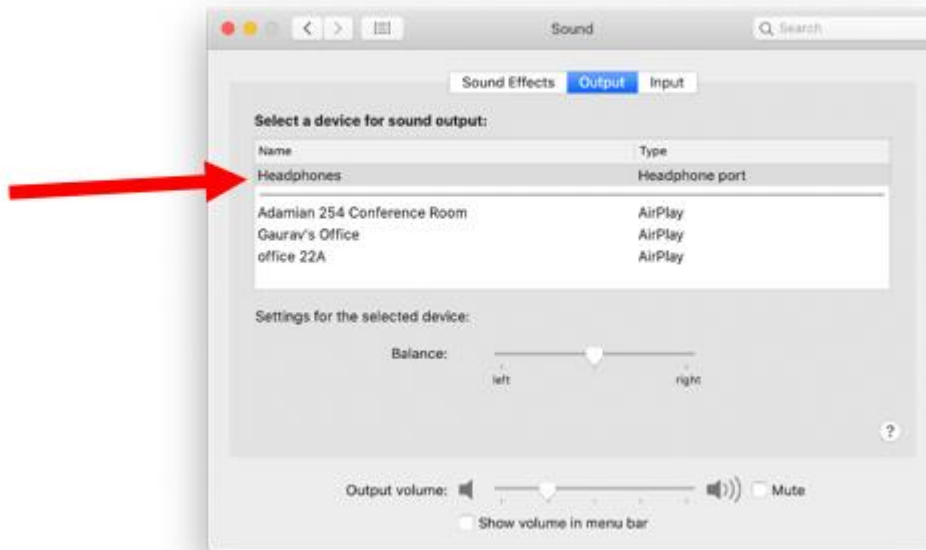 Sound
Search
Sound Effects Output Input
Select a device for sound output:
Name Type
Headphones Headphone port
Adamian 254 Conference Room AirPlay
Gaurav's Office AirPlay
office 22A AirPlay
Settings for the selected device:
Balance:
left right
?
Output volume: Mute
Show volume in menu bar